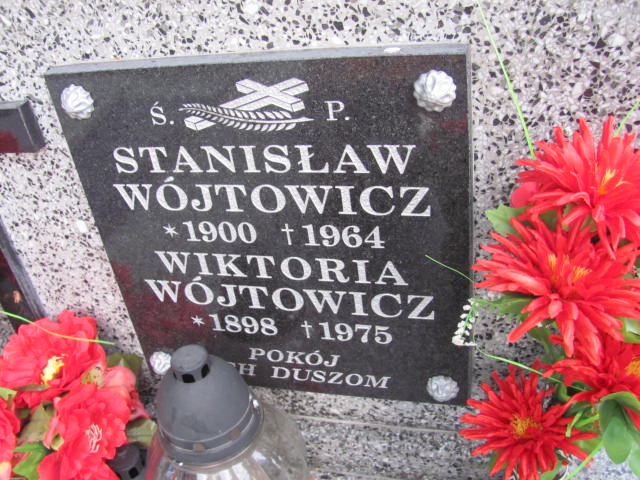 Ś. P.
STANISŁAW
WÓJTOWICZ
* 1900 † 1964
WIKTORIA
WÓJTOWICZ
* 1898 † 1975
POKÓJ
DUSZOM